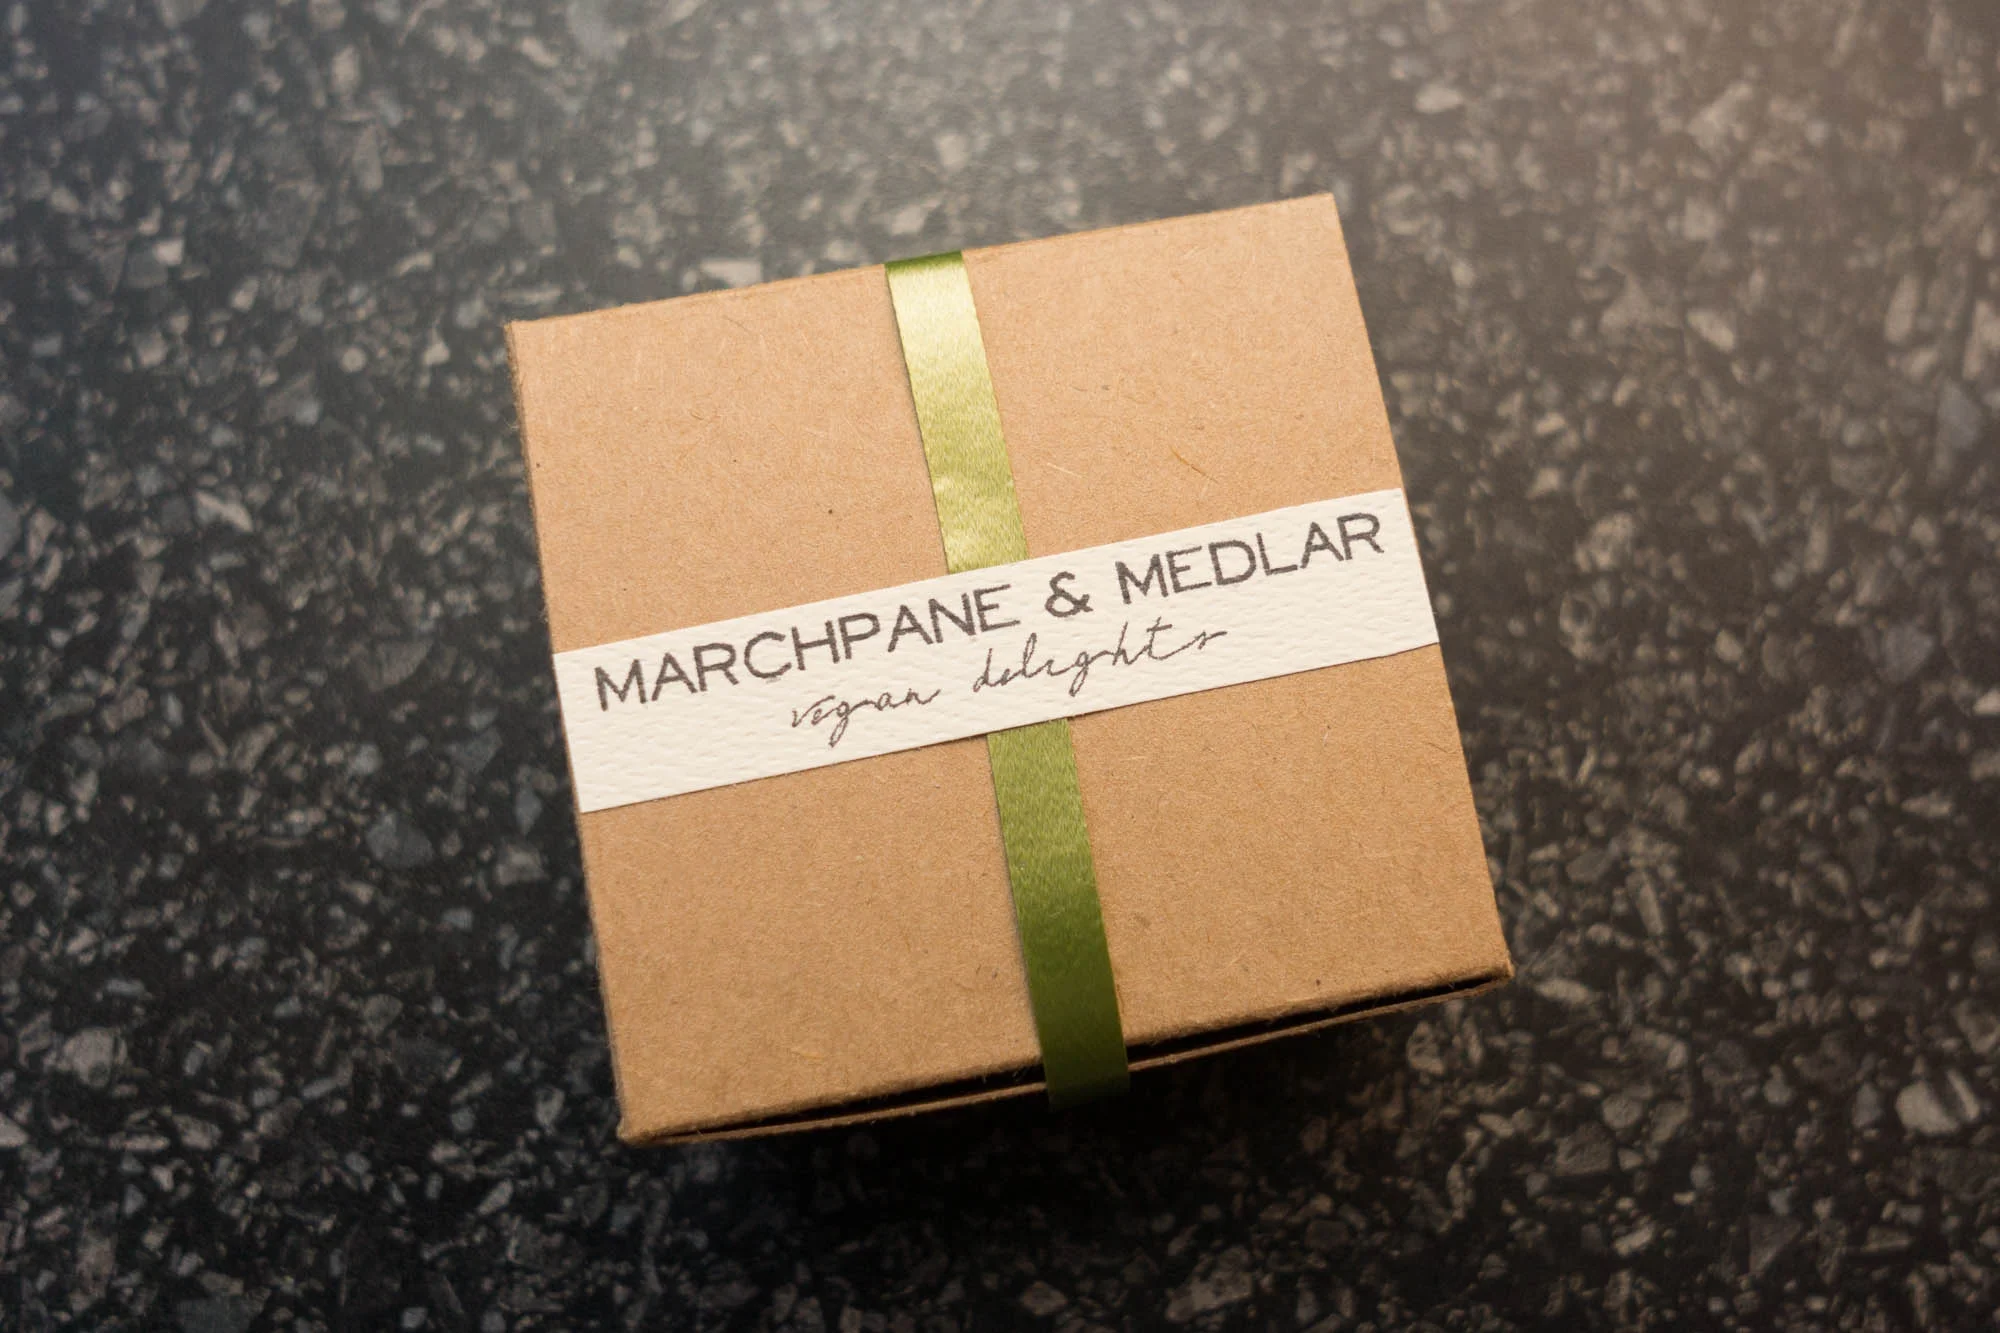 MARCHPANE & MEDLAR
vegan delights